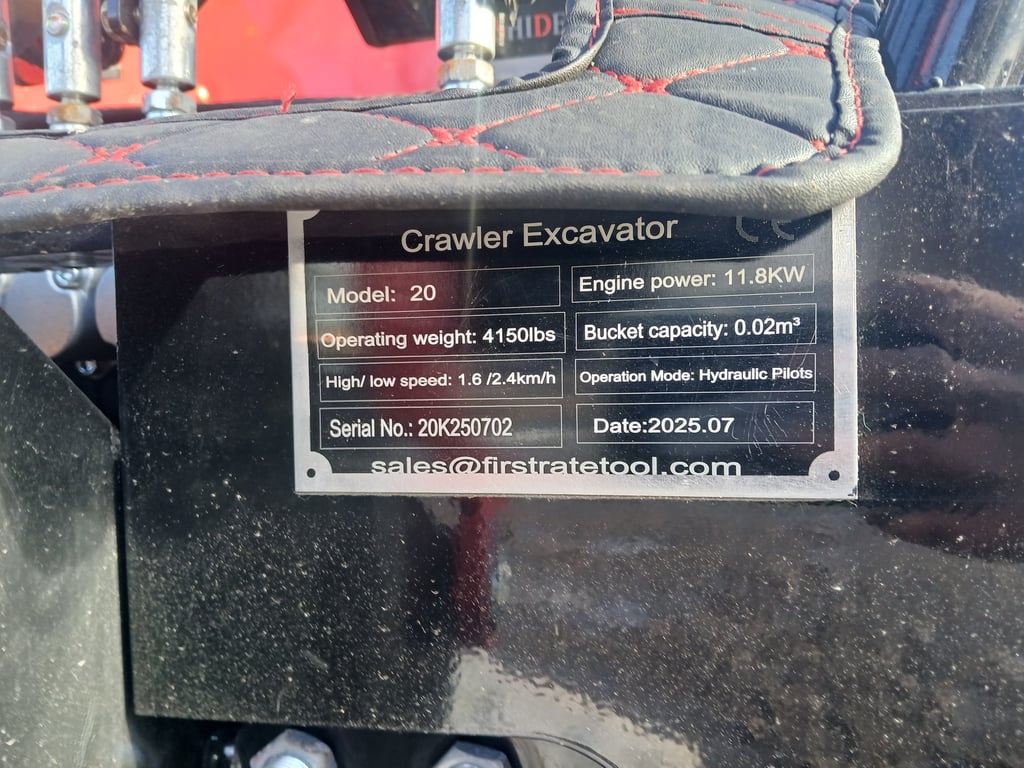 Crawler Excavator
CE
Model: 20
Engine power: 11.8KW
Operating weight: 4150lbs
Bucket capacity: 0.02m³
High/ low speed: 1.6 /2.4km/h
Operation Mode: Hydraulic Pilots
Serial No.: 20K250702
Date:2025.07
sales@firstratetool.com